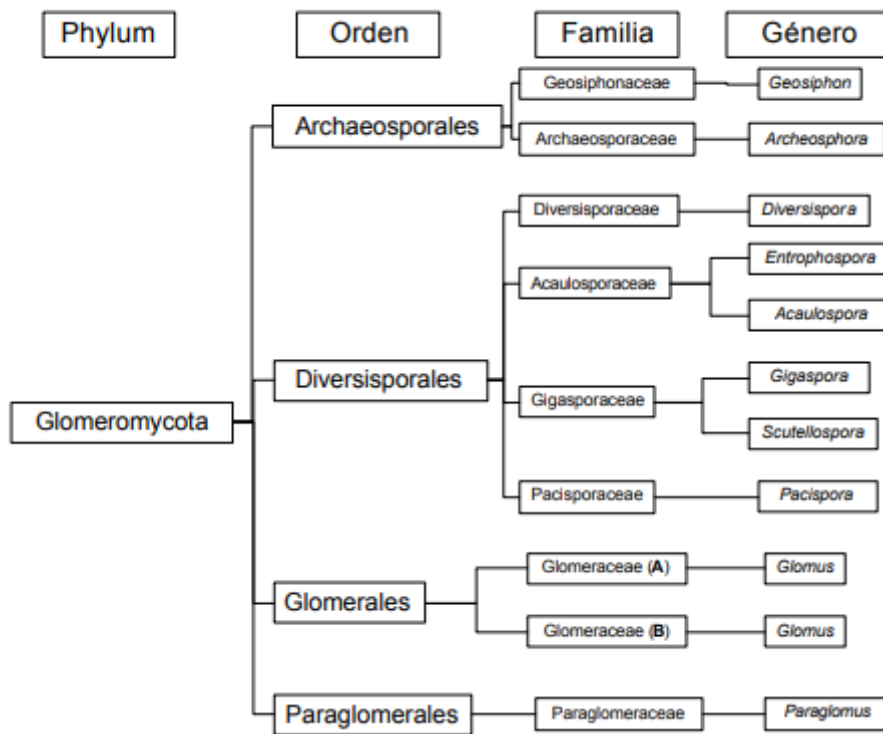 Phylum Orden Familia Género
Geosiphonaceae Geosiphon
Archaeosporales
Archaeosporaceae Archeosphora
Diversisporaceae Diversispora
Entrophospora
Acaulosporaceae
Acaulospora
Gigaspora
Diversisporales
Gigasporaceae
Glomeromycota
Scutellospora
Pacisporaceae Pacispora
Glomeraceae (A) Glomus
Glomerales
Glomeraceae (B) Glomus
Paraglomerales Paraglomeraceae Paraglomus